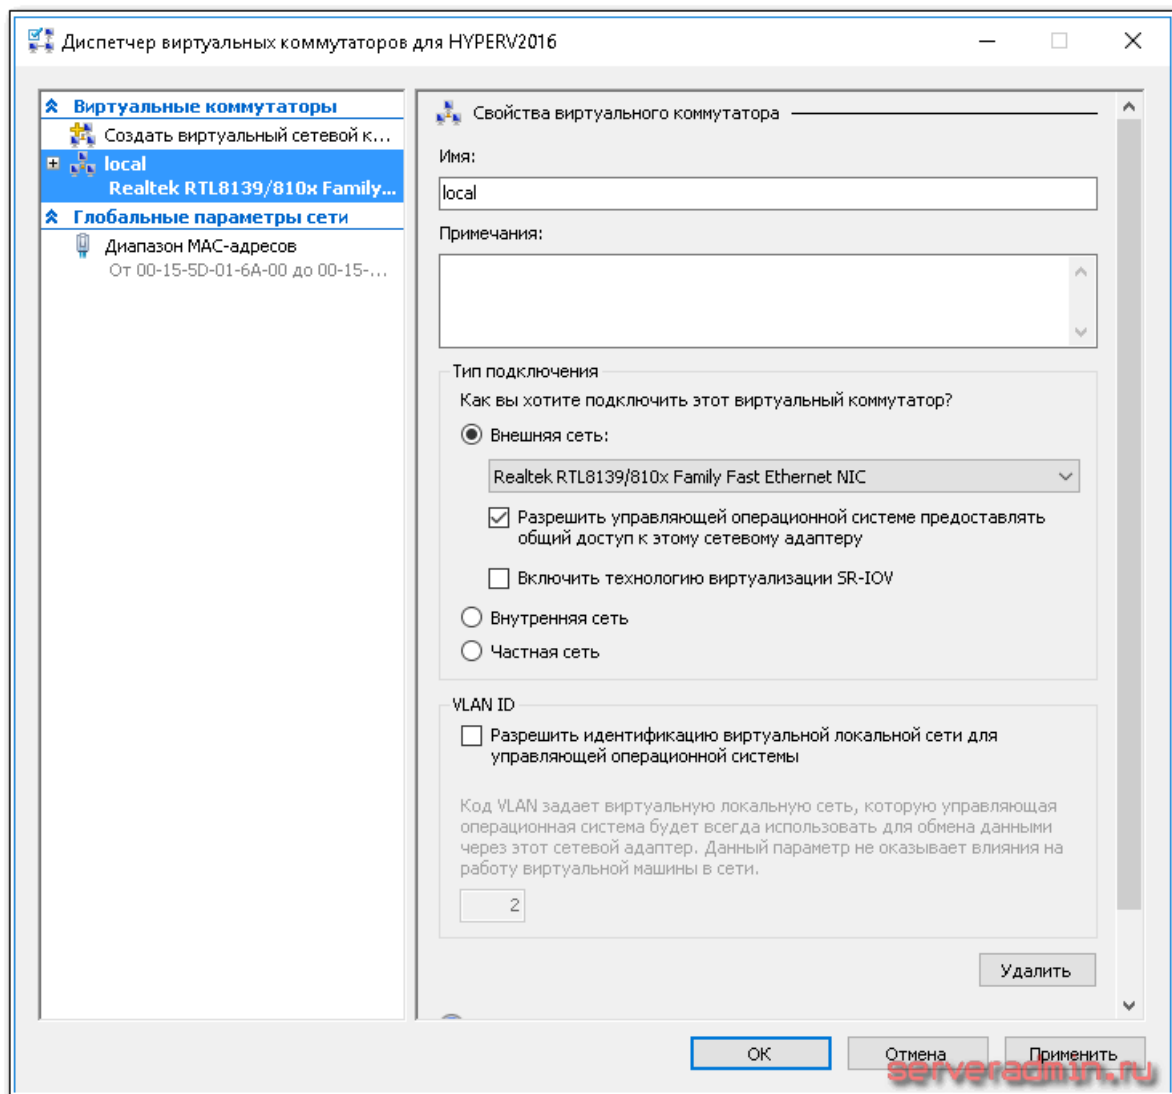 Диспетчер виртуальных коммутаторов для HYPERV2016
Виртуальные коммутаторы
Создать виртуальный сетевой к...
local
Realtek RTL8139/810x Family...
Глобальные параметры сети
Диапазон MAC-адресов
От 00-15-5D-01-6A-00 до 00-15-...
Свойства виртуального коммутатора
Имя:
local
Примечания:
Тип подключения
Как вы хотите подключить этот виртуальный коммутатор?
Внешняя сеть:
Realtek RTL8139/810x Family Fast Ethernet NIC
Разрешить управляющей операционной системе предоставлять
общий доступ к этому сетевому адаптеру
Включить технологию виртуализации SR-IOV
Внутренняя сеть
Частная сеть
VLAN ID
Разрешить идентификацию виртуальной локальной сети для
управляющей операционной системы
Код VLAN задает виртуальную локальную сеть, которую управляющая
операционная система будет всегда использовать для обмена данными
через этот сетевой адаптер. Данный параметр не оказывает влияния на
работу виртуальной машины в сети.
2
Удалить
ОК
Отмена
Применить
serveradmin.ru